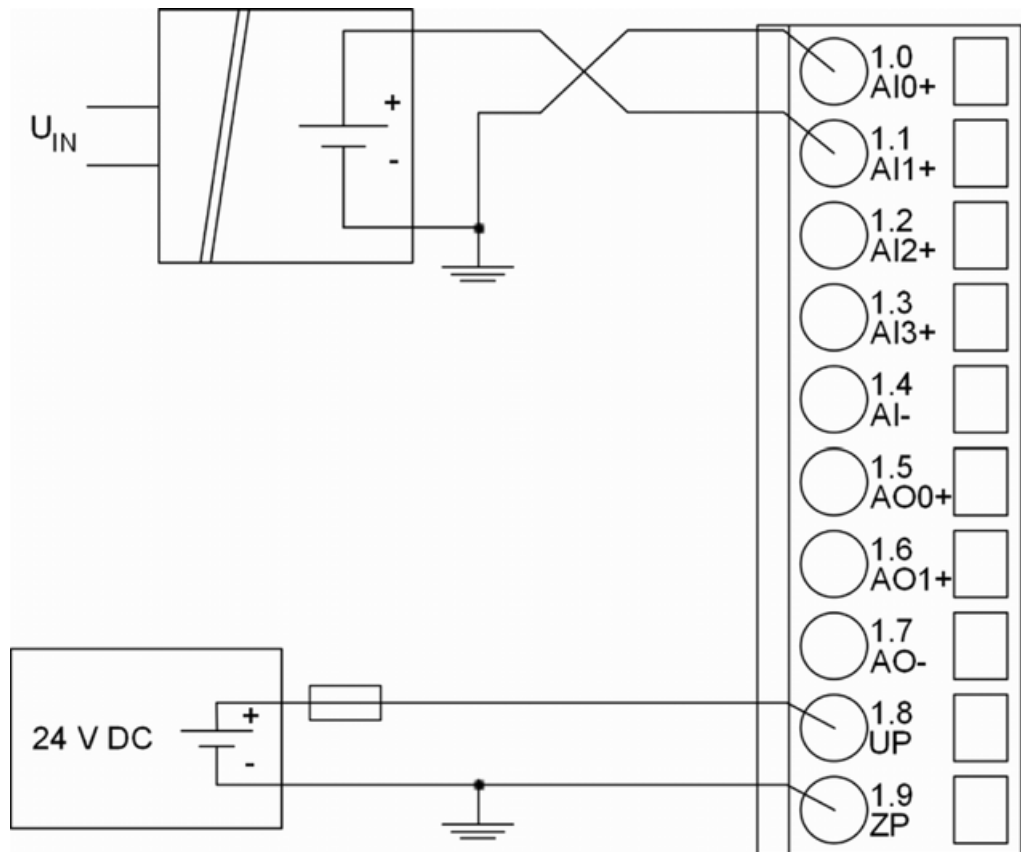 U_IN
+
-
1.0
AI0+
1.1
AI1+
1.2
AI2+
1.3
AI3+
1.4
AI-
1.5
AO0+
1.6
AO1+
1.7
AO-
24 V DC
+
-
1.8
UP
1.9
ZP